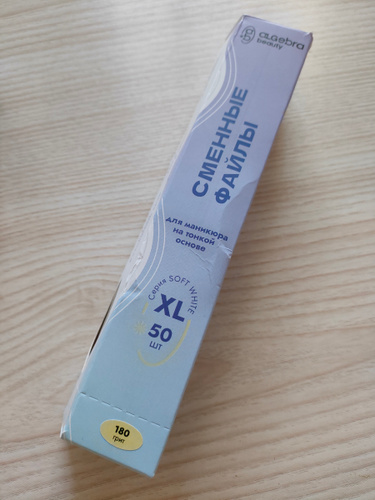 ALGEbra
beauty
СМЕННЫЕ
ФАЙЛЫ
для маникюра
на тонкой
основе
Серия SOFT WHITE
XL
50
шт
180
грит